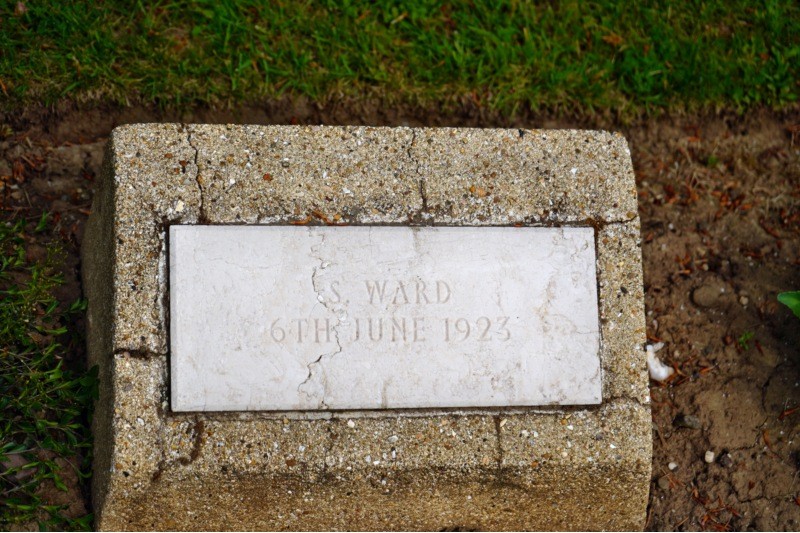 S. WARD
6TH JUNE 1923